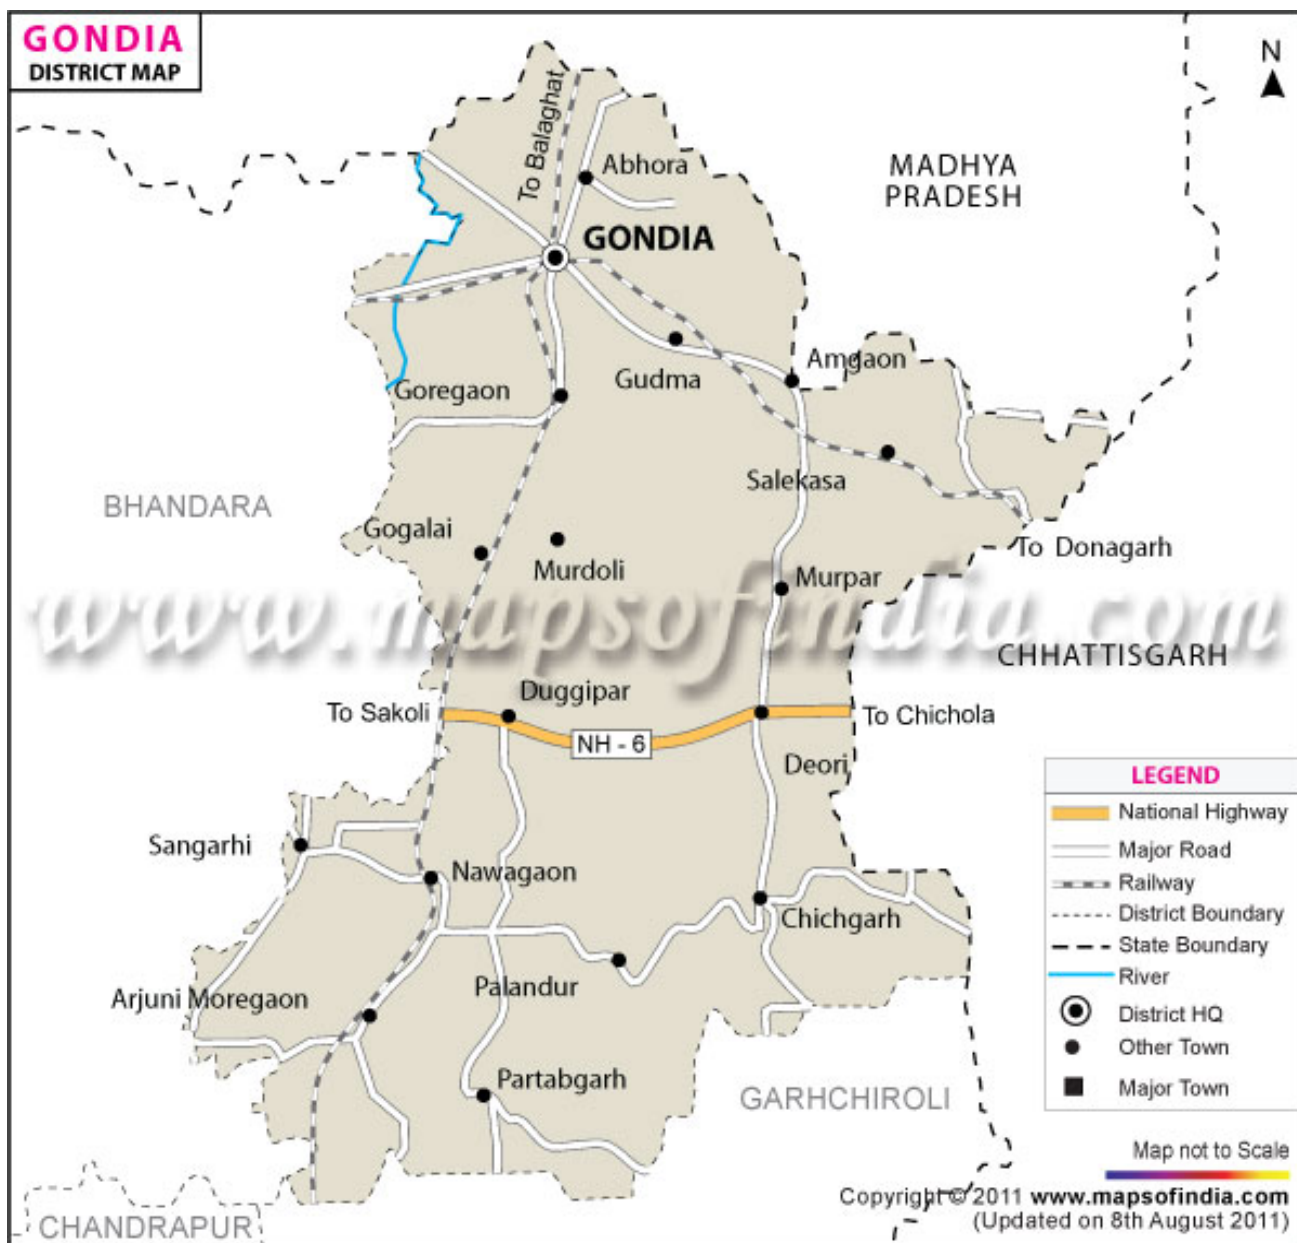 GONDIA
DISTRICT MAP
N
To Balaghat
Abhora
MADHYA
PRADESH
GONDIA
Amgaon
Gudma
Goregaon
Salekasa
BHANDARA
Gogalai
To Donagarh
Murdoli
Murpar
www.mapsofindia.com
CHHATTISGARH
Duggipar
To Sakoli
To Chichola
NH - 6
Deori
LEGEND
National Highway
Major Road
Railway
District Boundary
State Boundary
River
District HQ
Other Town
Major Town
Sangarhi
Nawagaon
Chichgarh
Palandur
Arjuni Moregaon
Partabgarh
GARHCHIROLI
Map not to Scale
Copyright © 2011 www.mapsofindia.com
(Updated on 8th August 2011)
CHANDRAPUR